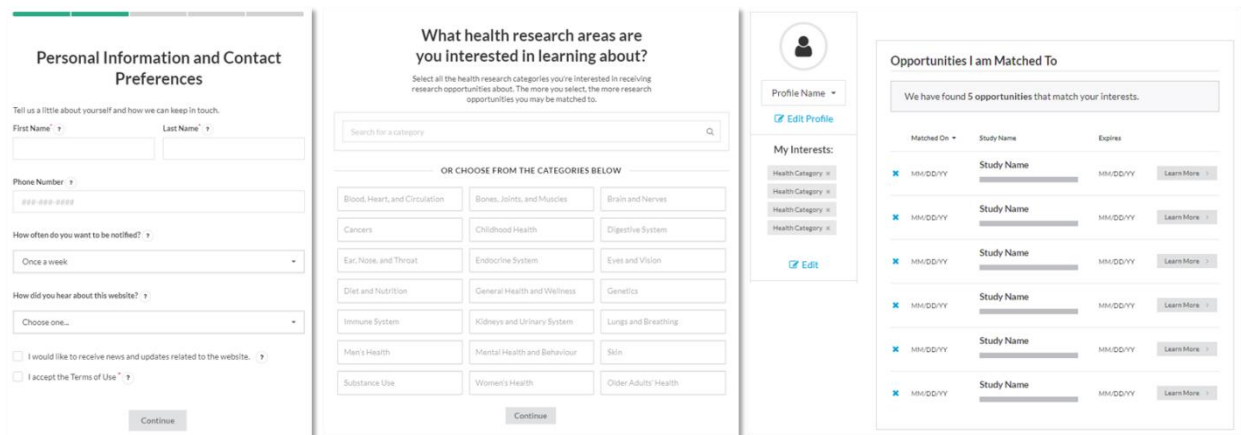 Personal Information and Contact
Preferences
Tell us a little about yourself and how we can keep in touch.
First Name* ?
Last Name* ?
Phone Number ?
###-###-####
How often do you want to be notified? ?
Once a week
How did you hear about this website? ?
Choose one...
I would like to receive news and updates related to the website. ?
I accept the Terms of Use* ?
Continue
What health research areas are
you interested in learning about?
Select all the health research categories you're interested in receiving
research opportunities about. The more you select, the more research
opportunities you may be matched to.
Search for a category
OR CHOOSE FROM THE CATEGORIES BELOW
Blood, Heart, and Circulation
Bones, Joints, and Muscles
Brain and Nerves
Cancers
Childhood Health
Digestive System
Ear, Nose, and Throat
Endocrine System
Eyes and Vision
Diet and Nutrition
General Health and Wellness
Genetics
Immune System
Kidneys and Urinary System
Lungs and Breathing
Men's Health
Mental Health and Behaviour
Skin
Substance Use
Women's Health
Older Adults' Health
Continue
Profile Name
Edit Profile
My Interests:
Health Category x
Health Category x
Health Category x
Health Category x
Edit
Opportunities I am Matched To
We have found 5 opportunities that match your interests.
Matched On
Study Name
Expires
Study Name
MM/DD/YY
MM/DD/YY
Learn More >
Study Name
MM/DD/YY
MM/DD/YY
Learn More >
Study Name
MM/DD/YY
MM/DD/YY
Learn More >
Study Name
MM/DD/YY
MM/DD/YY
Learn More >
Study Name
MM/DD/YY
MM/DD/YY
Learn More >
Study Name
MM/DD/YY
MM/DD/YY
Learn More >